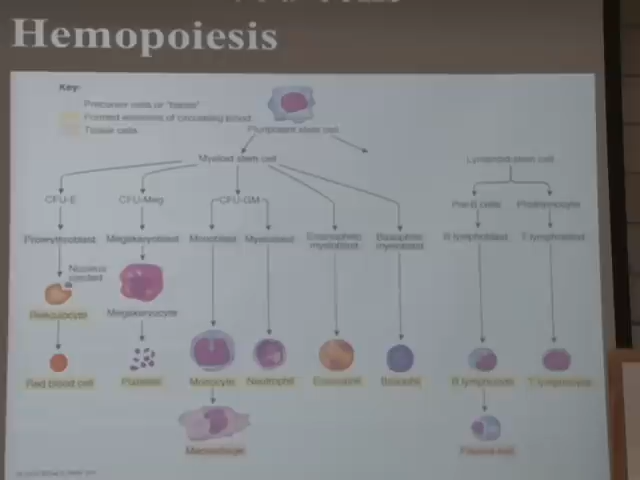 Hemopoiesis
Key:
Precursor cells or "blasts"
Formed elements of circulating blood
Tissue cells
Pluripotent stem cell
Myeloid stem cell
Lymphoid stem cell
CFU-E
CFU-Meg
CFU-GM
Pre-B cells
Prothymocyte
Proerythroblast
Megakaryoblast
Monoblast
Myeloblast
Eosinophilic
myeloblast
Basophilic
myeloblast
B lymphoblast
T lymphoblast
Nucleus
ejected
Reticulocyte
Megakaryocyte
Red blood cell
Platelets
Monocyte
Neutrophil
Eosinophil
Basophil
B lymphocyte
T lymphocyte
Macrophage
Plasma cell